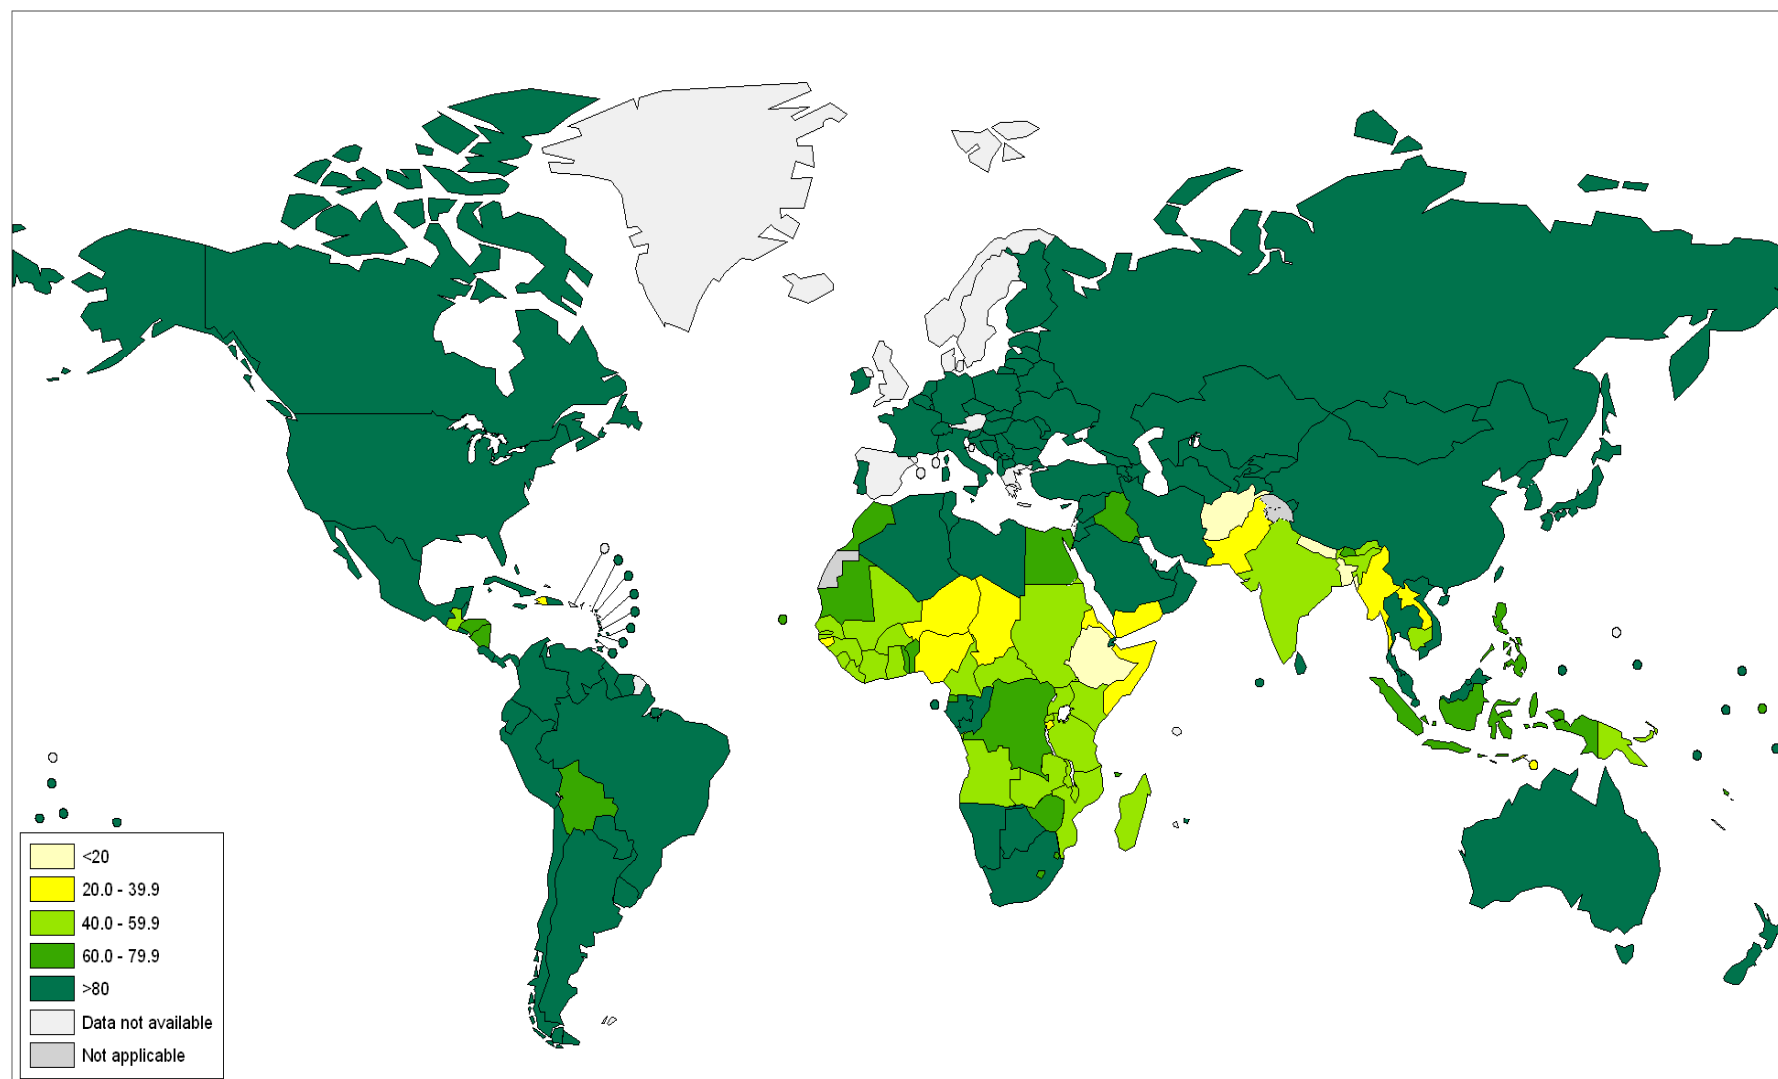 <20
20.0 - 39.9
40.0 - 59.9
60.0 - 79.9
>80
Data not available
Not applicable